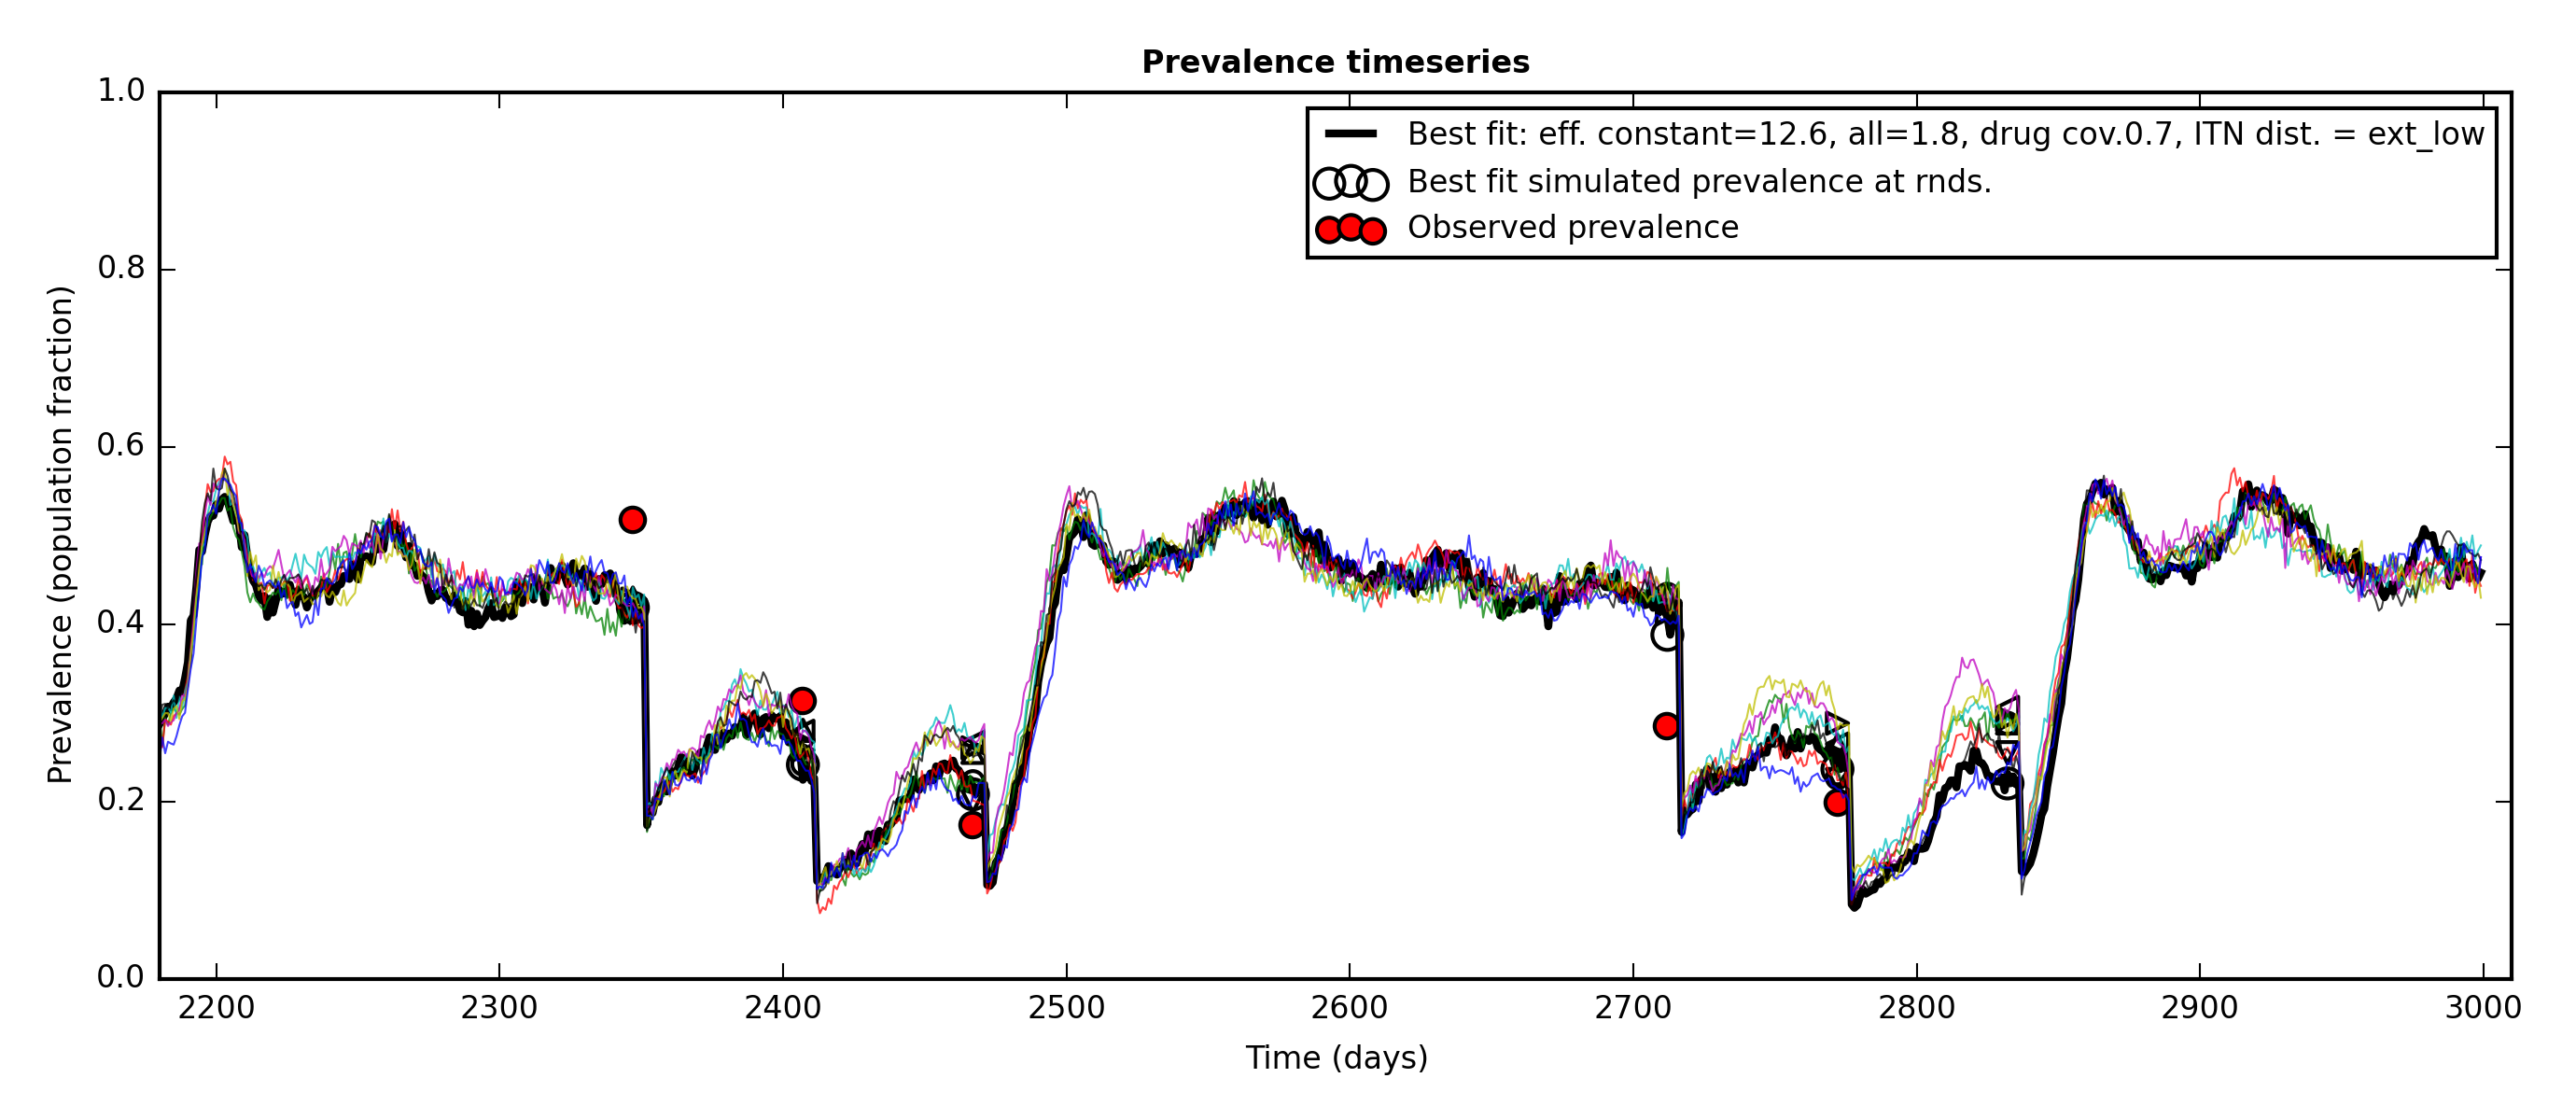 Prevalence timeseries
Best fit: eff. constant=12.6, all=1.8, drug cov.0.7, ITN dist. = ext_low
Best fit simulated prevalence at rnds.
Observed prevalence
Prevalence (population fraction)
1.0
0.8
0.6
0.4
0.2
0.0
2200 2300 2400 2500 2600 2700 2800 2900 3000
Time (days)